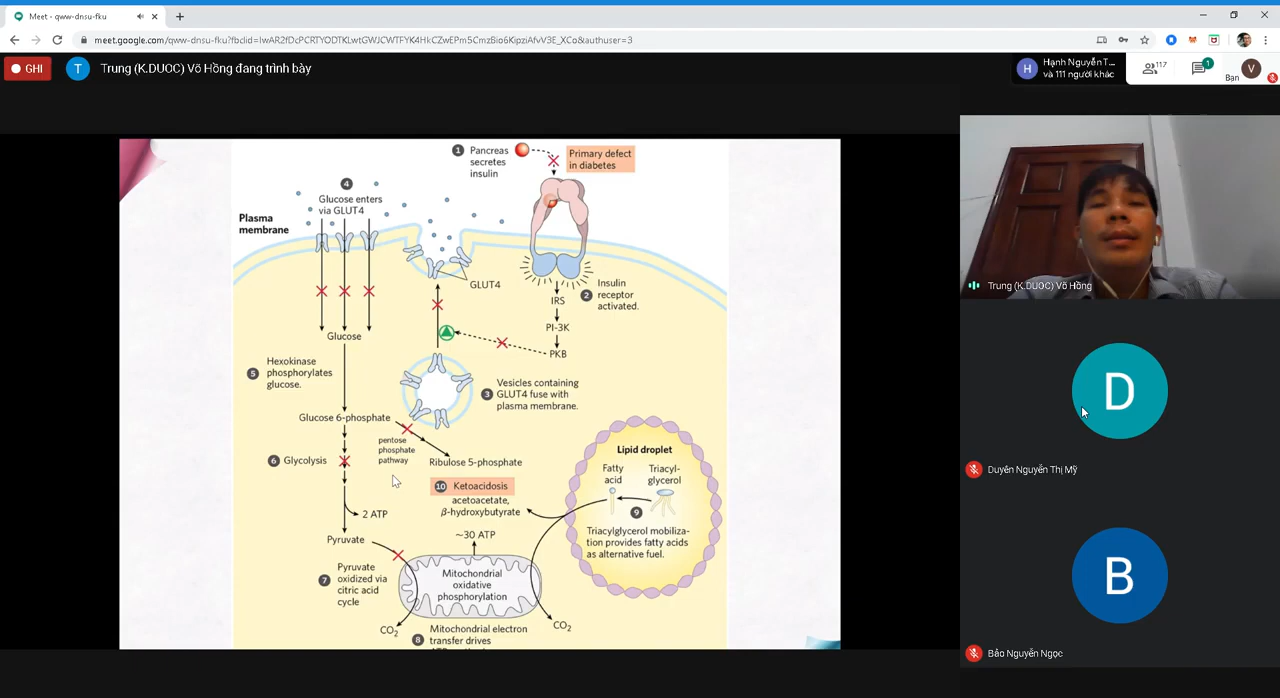 Meet - qww-dnsu-fku
meet.google.com/qww-dnsu-fku?fbclid=IwAR2fDcPCRTYODTKLwtGWJCWTFYK4HkCZwEPm5CmzBio6KipziAfvV3E_XCo&authuser=3
GHI
T
Trung (K.DUOC) Võ Hồng đang trình bày
H
Hạnh Nguyễn T...
và 111 người khác
117
1
Bạn
V
1 Pancreas
secretes
insulin
Primary defect
in diabetes
4
Glucose enters
via GLUT4
Plasma
membrane
GLUT4
IRS
2 Insulin
receptor
activated.
PI-3K
PKB
Glucose
5 Hexokinase
phosphorylates
glucose.
3 Vesicles containing
GLUT4 fuse with
plasma membrane.
Glucose 6-phosphate
pentose
phosphate
pathway
Ribulose 5-phosphate
6 Glycolysis
Lipid droplet
Fatty
acid
Triacyl-
glycerol
9
Triacylglycerol mobiliza-
tion provides fatty acids
as alternative fuel.
10 Ketoacidosis
acetoacetate,
β-hydroxybutyrate
2 ATP
~30 ATP
Pyruvate
7 Pyruvate
oxidized via
citric acid
cycle
Mitochondrial
oxidative
phosphorylation
CO2
CO2
8 Mitochondrial electron
transfer drives
Trung (K.DUOC) Võ Hồng
D
Duyên Nguyễn Thị Mỹ
B
Bảo Nguyễn Ngọc